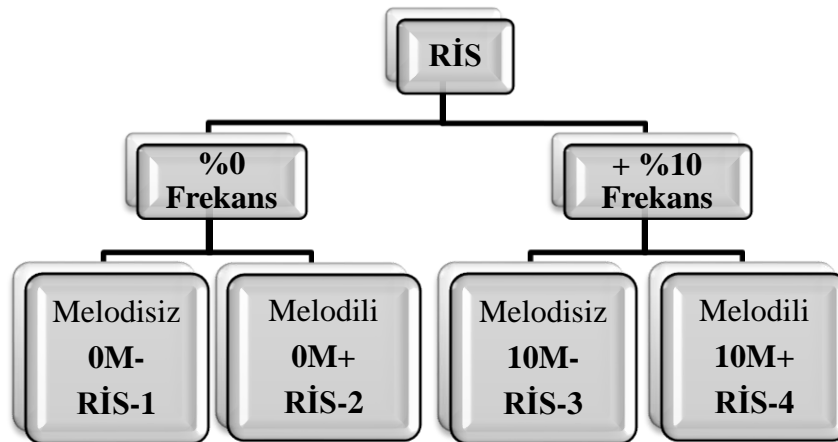 RİS
%0
Frekans
+ %10
Frekans
Melodisiz
0M-
RİS-1
Melodili
0M+
RİS-2
Melodisiz
10M-
RİS-3
Melodili
10M+
RİS-4